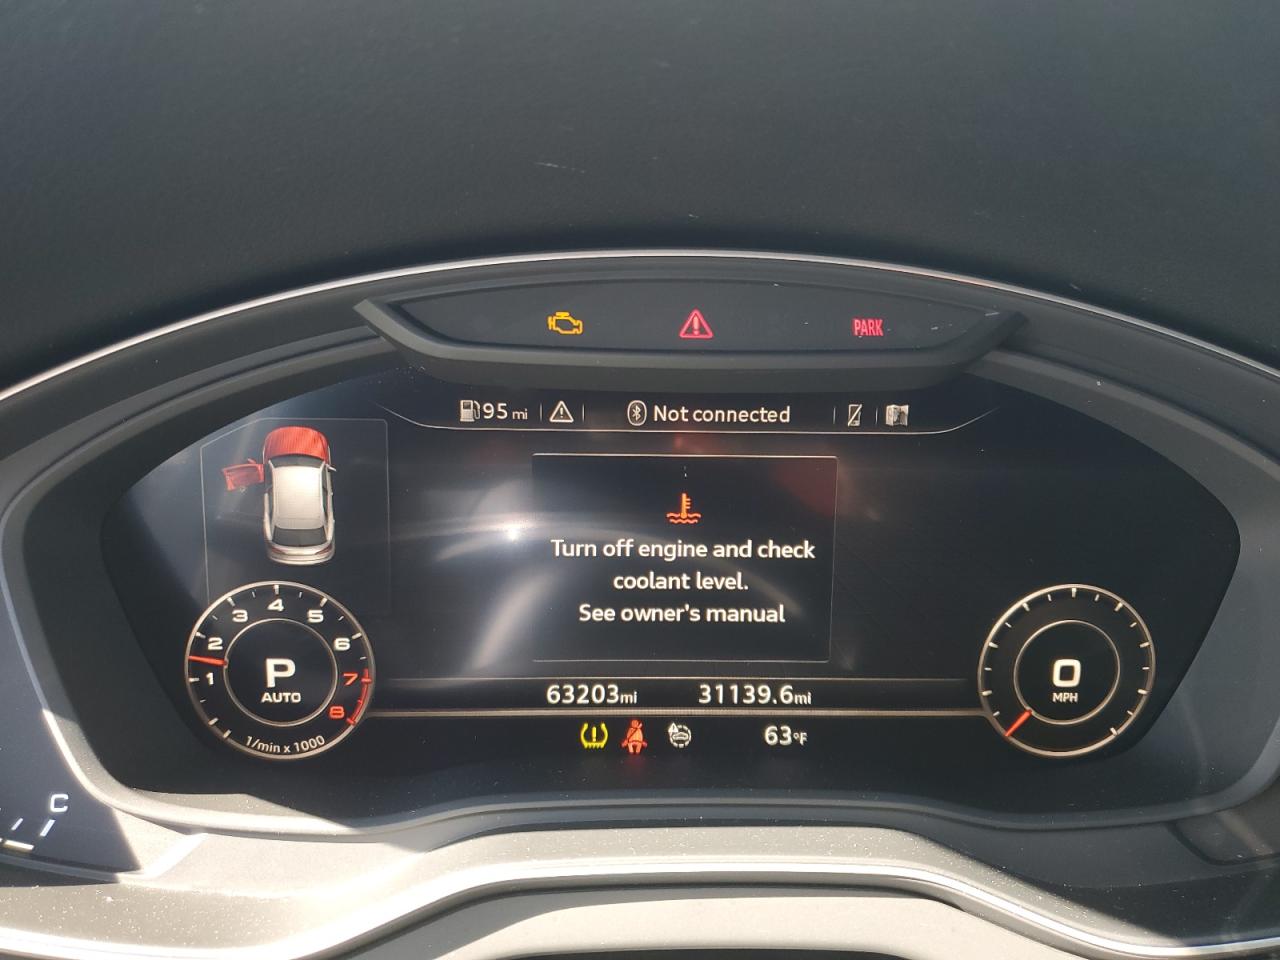 PARK
95 mi
Not connected
Turn off engine and check
coolant level.
See owner's manual
1 2 3 4 5 6 7 8
P
AUTO
1/min x 1000
0
MPH
63203mi 31139.6mi
63°F
C